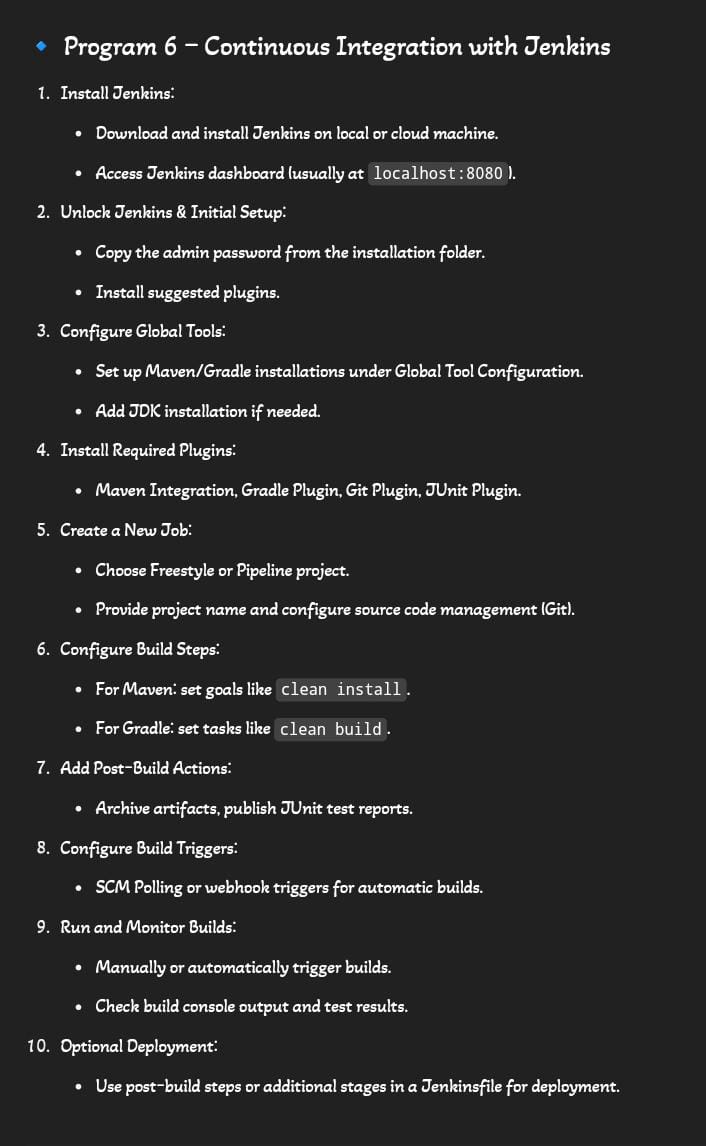 Program 6 – Continuous Integration with Jenkins
1. Install Jenkins:
• Download and install Jenkins on local or cloud machine.
• Access Jenkins dashboard (usually at localhost:8080).
2. Unlock Jenkins & Initial Setup:
• Copy the admin password from the installation folder.
• Install suggested plugins.
3. Configure Global Tools:
• Set up Maven/Gradle installations under Global Tool Configuration.
• Add JDK installation if needed.
4. Install Required Plugins:
• Maven Integration, Gradle Plugin, Git Plugin, JUnit Plugin.
5. Create a New Job:
• Choose Freestyle or Pipeline project.
• Provide project name and configure source code management (Git).
6. Configure Build Steps:
• For Maven: set goals like clean install.
• For Gradle: set tasks like clean build.
7. Add Post-Build Actions:
• Archive artifacts, publish JUnit test reports.
8. Configure Build Triggers:
• SCM Polling or webhook triggers for automatic builds.
9. Run and Monitor Builds:
• Manually or automatically trigger builds.
• Check build console output and test results.
10. Optional Deployment:
• Use post-build steps or additional stages in a Jenkinsfile for deployment.